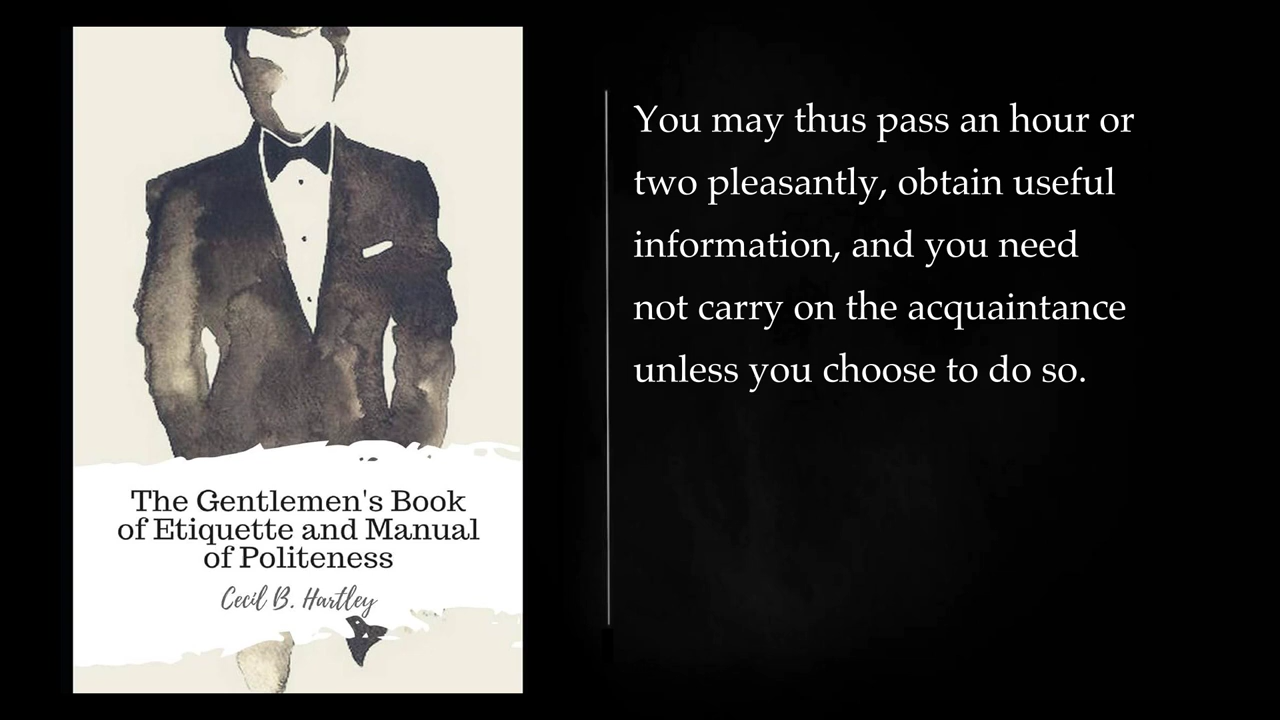 The Gentlemen's Book
of Etiquette and Manual
of Politeness
Cecil B. Hartley
You may thus pass an hour or
two pleasantly, obtain useful
information, and you need
not carry on the acquaintance
unless you choose to do so.